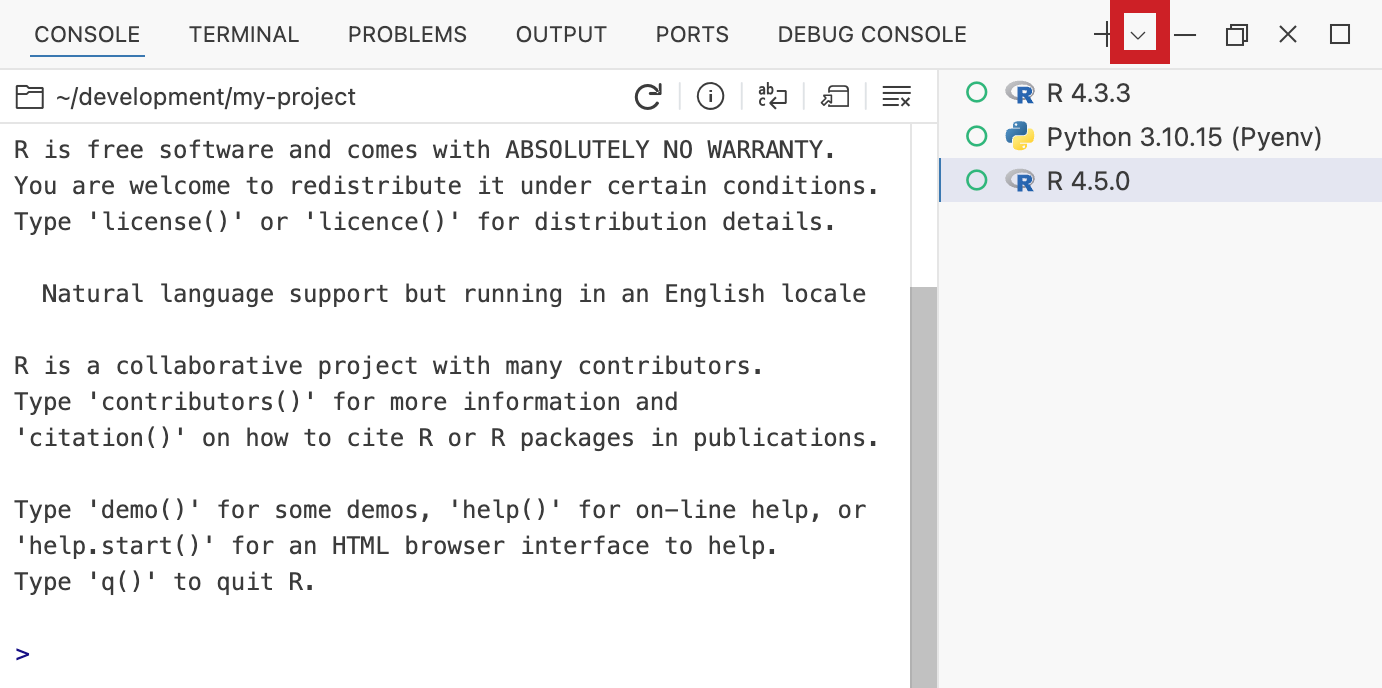 CONSOLE TERMINAL PROBLEMS OUTPUT PORTS DEBUG CONSOLE
~/development/my-project
R is free software and comes with ABSOLUTELY NO WARRANTY.
You are welcome to redistribute it under certain conditions.
Type 'license()' or 'licence()' for distribution details.
Natural language support but running in an English locale
R is a collaborative project with many contributors.
Type 'contributors()' for more information and
'citation()' on how to cite R or R packages in publications.
Type 'demo()' for some demos, 'help()' for on-line help, or
'help.start()' for an HTML browser interface to help.
Type 'q()' to quit R.
>
R 4.3.3
Python 3.10.15 (Pyenv)
R 4.5.0